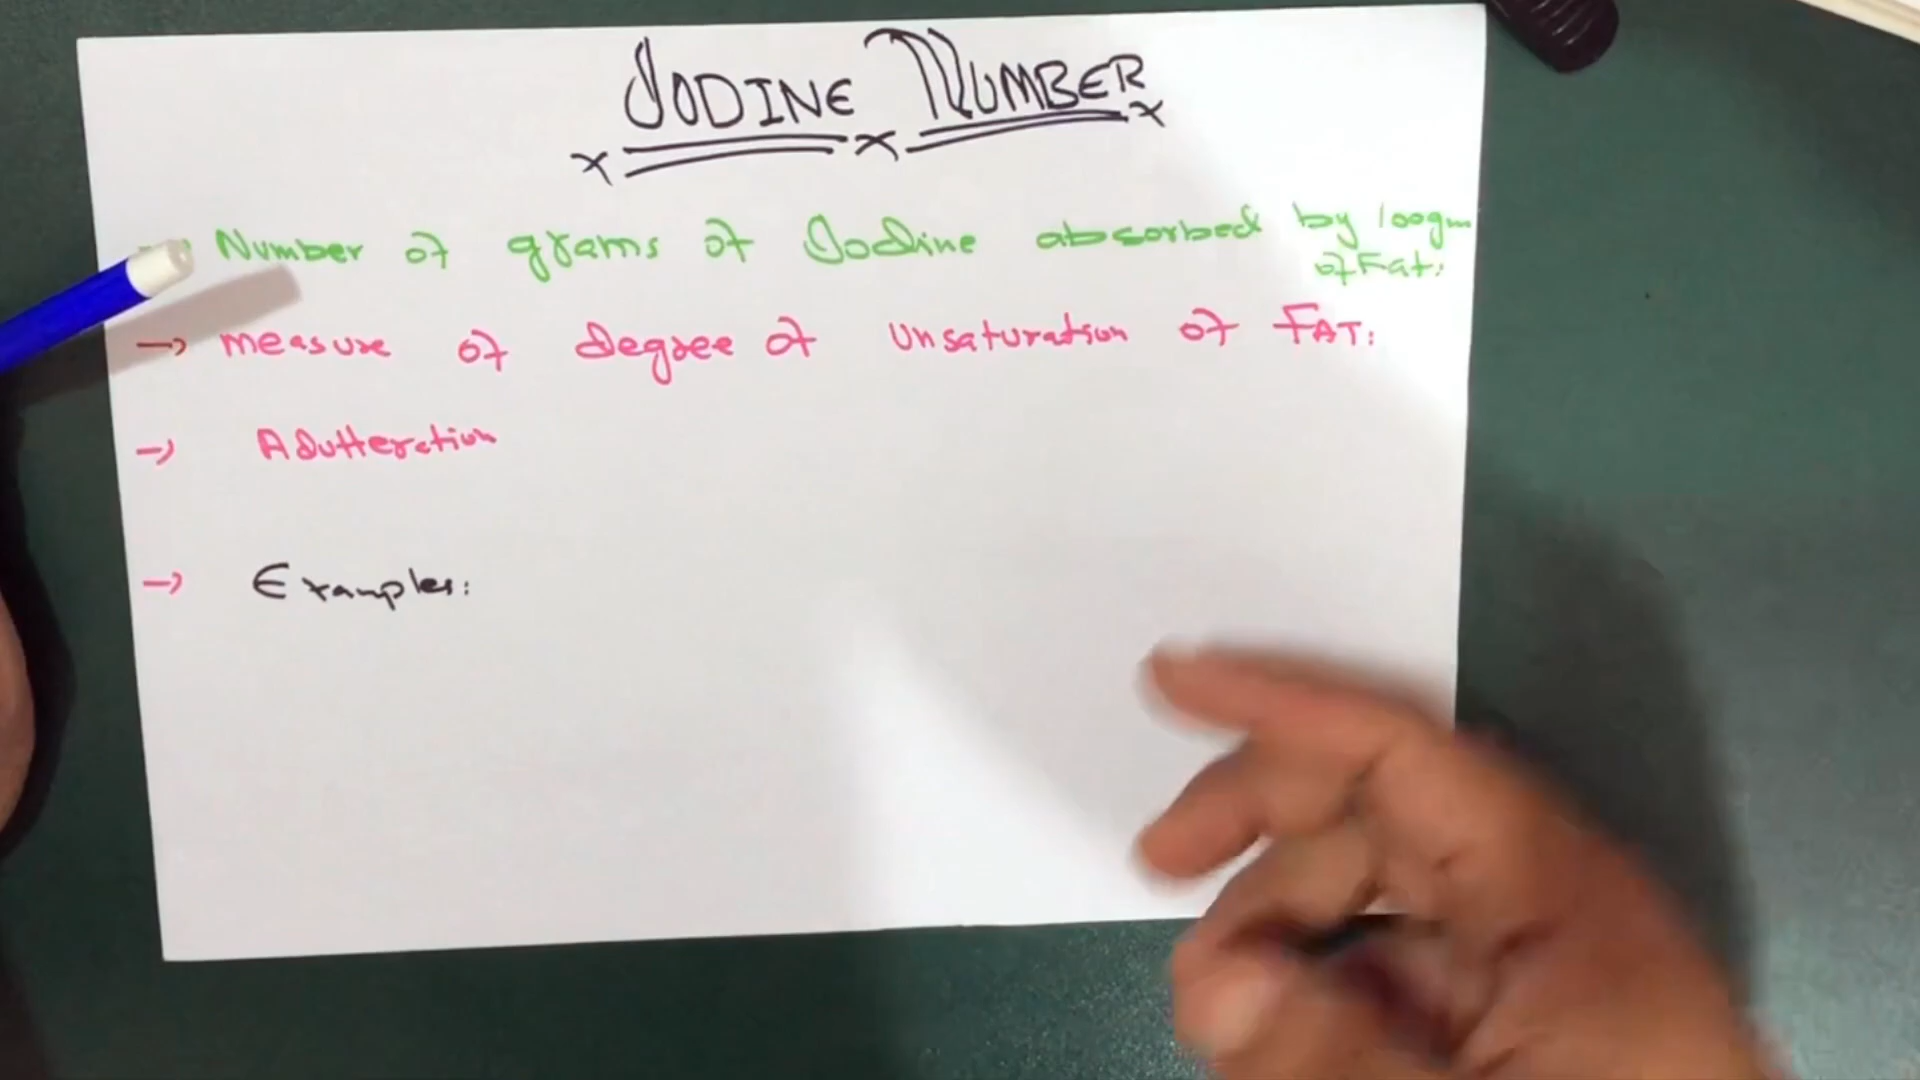 IODINE NUMBER
Number of grams of Iodine absorbed by 100gm
of Fat:
→ measure of degree of Unsaturation of FAT:
→ Adutteration
→ Examples: